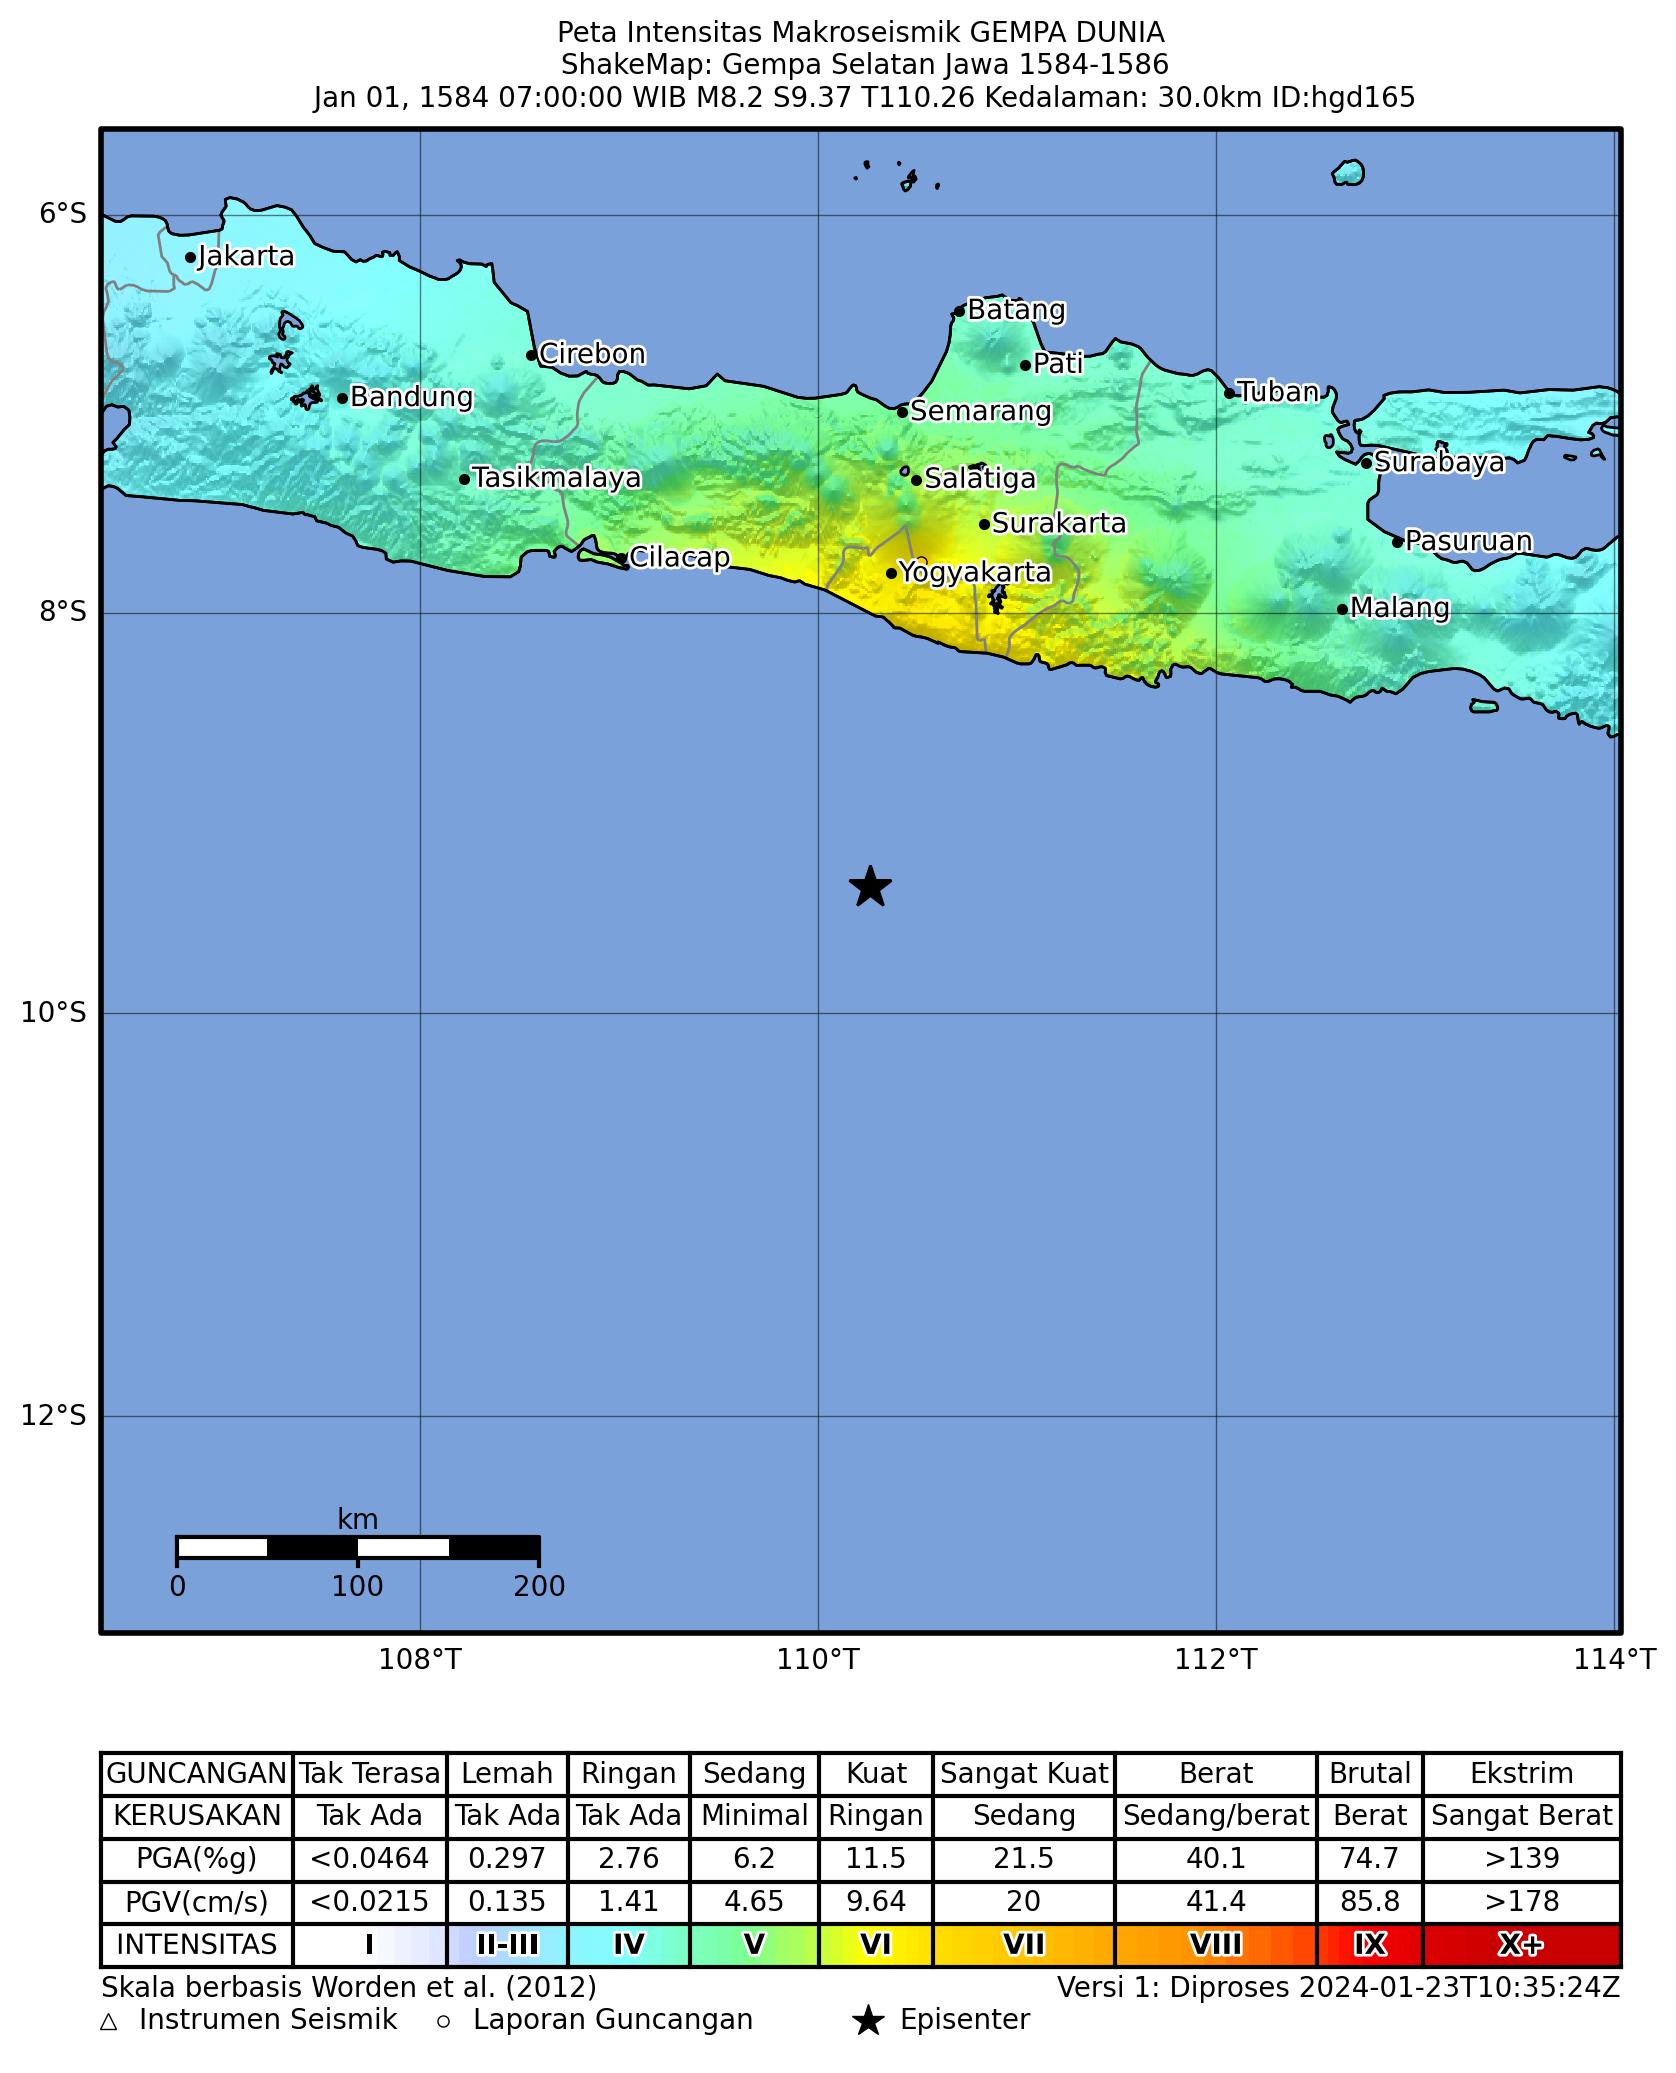 Peta Intensitas Makroseismik GEMPA DUNIA
ShakeMap: Gempa Selatan Jawa 1584-1586
Jan 01, 1584 07:00:00 WIB M8.2 S9.37 T110.26 Kedalaman: 30.0km ID:hgd165
6°S
Jakarta
Batang
Cirebon
Pati
Bandung
Tuban
Semarang
Surabaya
Tasikmalaya
Salatiga
Surakarta
Pasuruan
Cilacap
Yogyakarta
8°S
Malang
10°S
12°S
km
0 100 200
108°T 110°T 112°T 114°T
GUNCANGAN Tak Terasa Lemah Ringan Sedang Kuat Sangat Kuat Berat Brutal Ekstrim
KERUSAKAN Tak Ada Tak Ada Tak Ada Minimal Ringan Sedang Sedang/berat Berat Sangat Berat
PGA(%g) <0.0464 0.297 2.76 6.2 11.5 21.5 40.1 74.7 >139
PGV(cm/s) <0.0215 0.135 1.41 4.65 9.64 20 41.4 85.8 >178
INTENSITAS I II-III IV V VI VII VIII IX X+
Skala berbasis Worden et al. (2012) Versi 1: Diproses 2024-01-23T10:35:24Z
Instrumen Seismik Laporan Guncangan Episenter